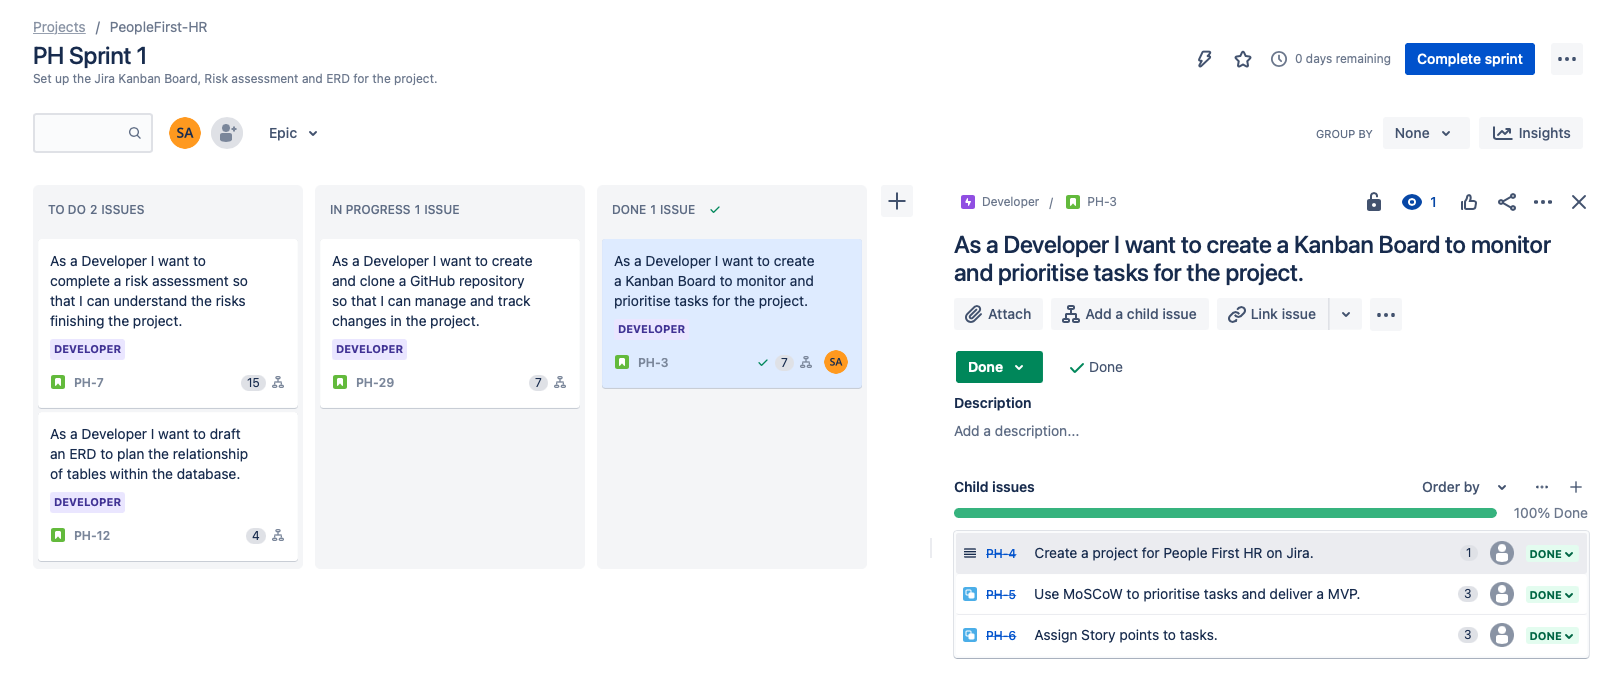 Projects / PeopleFirst-HR
PH Sprint 1
Set up the Jira Kanban Board, Risk assessment and ERD for the project.
0 days remaining
Complete sprint
SA
Epic
GROUP BY
None
Insights
TO DO 2 ISSUES
As a Developer I want to
complete a risk assessment so
that I can understand the risks
finishing the project.
DEVELOPER
PH-7
15
As a Developer I want to draft
an ERD to plan the relationship
of tables within the database.
DEVELOPER
PH-12
4
IN PROGRESS 1 ISSUE
As a Developer I want to create
and clone a GitHub repository
so that I can manage and track
changes in the project.
DEVELOPER
PH-29
7
DONE 1 ISSUE
As a Developer I want to create
a Kanban Board to monitor and
prioritise tasks for the project.
DEVELOPER
PH-3
7
SA
Developer / PH-3
1
As a Developer I want to create a Kanban Board to monitor
and prioritise tasks for the project.
Attach
Add a child issue
Link issue
Done
Done
Description
Add a description...
Child issues
Order by
100% Done
PH-4 Create a project for People First HR on Jira. 1 DONE
PH-5 Use MoSCoW to prioritise tasks and deliver a MVP. 3 DONE
PH-6 Assign Story points to tasks. 3 DONE